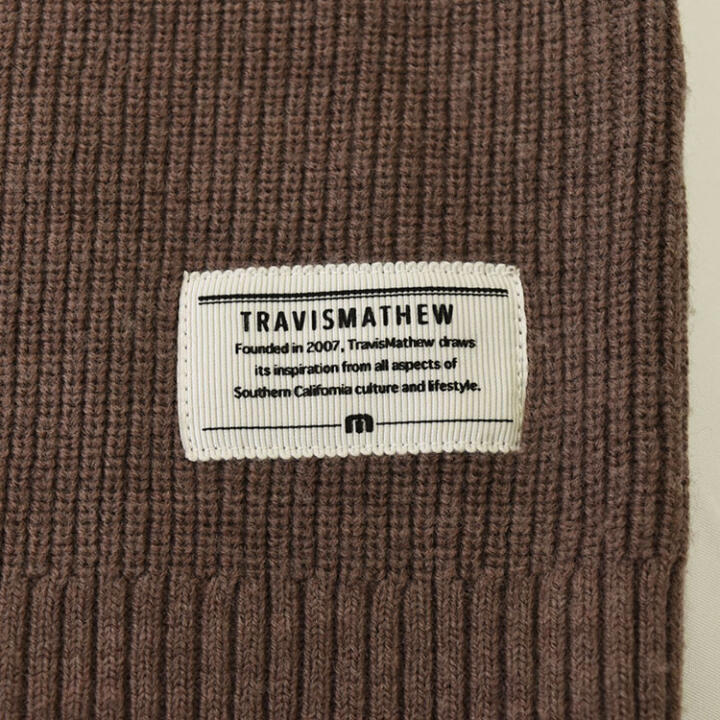 TRAVISMATHEW
Founded in 2007, TravisMathew draws
its inspiration from all aspects of
Southern California culture and lifestyle.
m